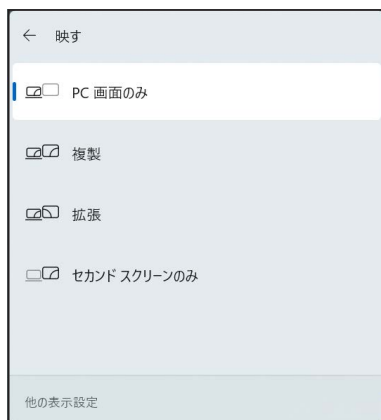 映す
PC 画面のみ
複製
拡張
セカンド スクリーンのみ
他の表示設定